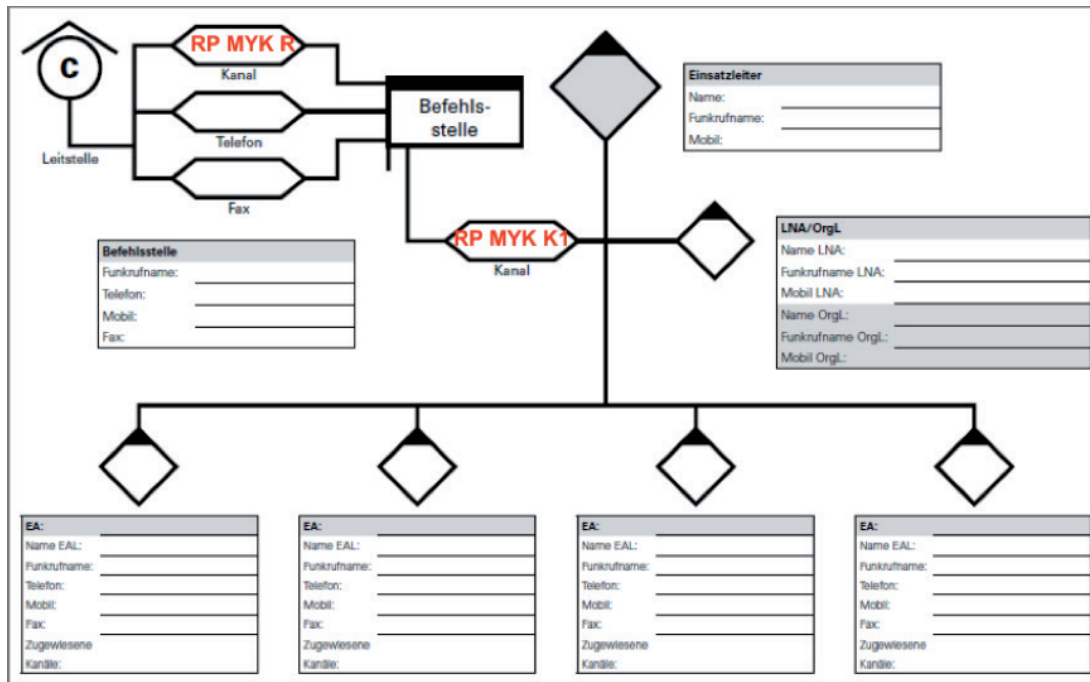 C
Leitstelle
RP MYK R
Kanal
Telefon
Fax
Befehls-
stelle
Einsatzleiter
Name:
Funkrufname:
Mobil:
RP MYK K1
Kanal
LNA/OrgL
Name LNA:
Funkrufname LNA:
Mobil LNA:
Name OrgL:
Funkrufname OrgL:
Mobil OrgL:
Befehlsstelle
Funkrufname:
Telefon:
Mobil:
Fax:
EA:
Name EAL:
Funkrufname:
Telefon:
Mobil:
Fax:
Zugewiesene
Kanäle:
EA:
Name EAL:
Funkrufname:
Telefon:
Mobil:
Fax:
Zugewiesene
Kanäle:
EA:
Name EAL:
Funkrufname:
Telefon:
Mobil:
Fax:
Zugewiesene
Kanäle:
EA:
Name EAL:
Funkrufname:
Telefon:
Mobil:
Fax:
Zugewiesene
Kanäle: